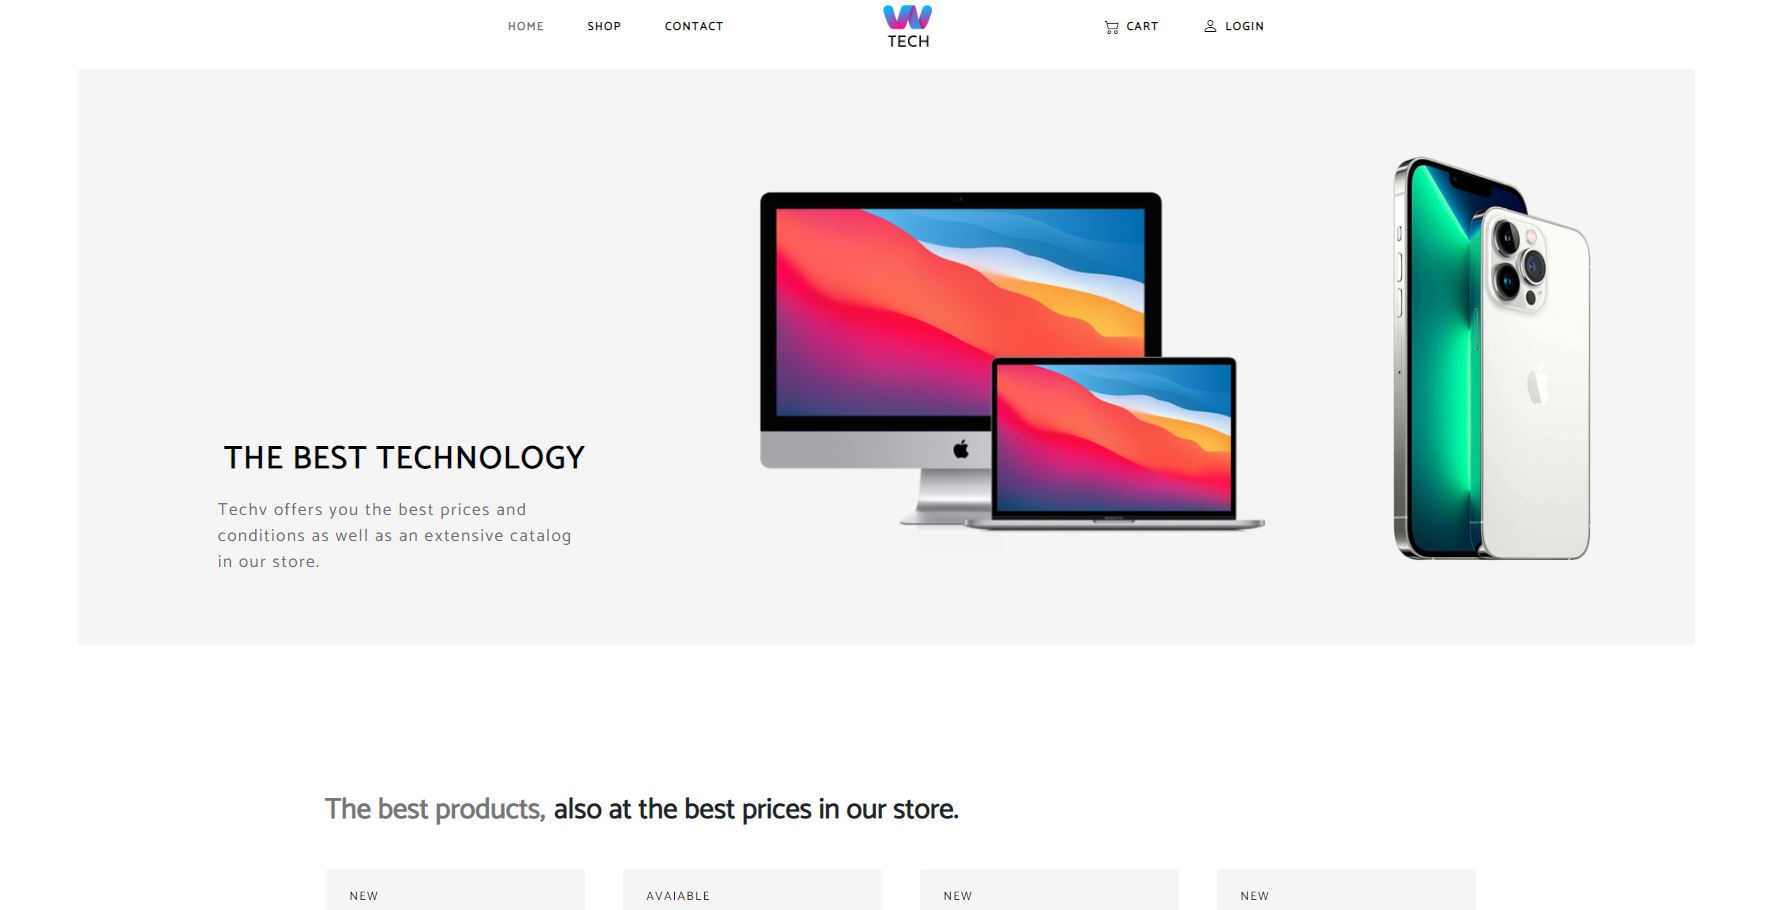 HOME SHOP CONTACT TECH CART LOGIN
THE BEST TECHNOLOGY
Techv offers you the best prices and
conditions as well as an extensive catalog
in our store.
The best products, also at the best prices in our store.
NEW AVAIABLE NEW NEW